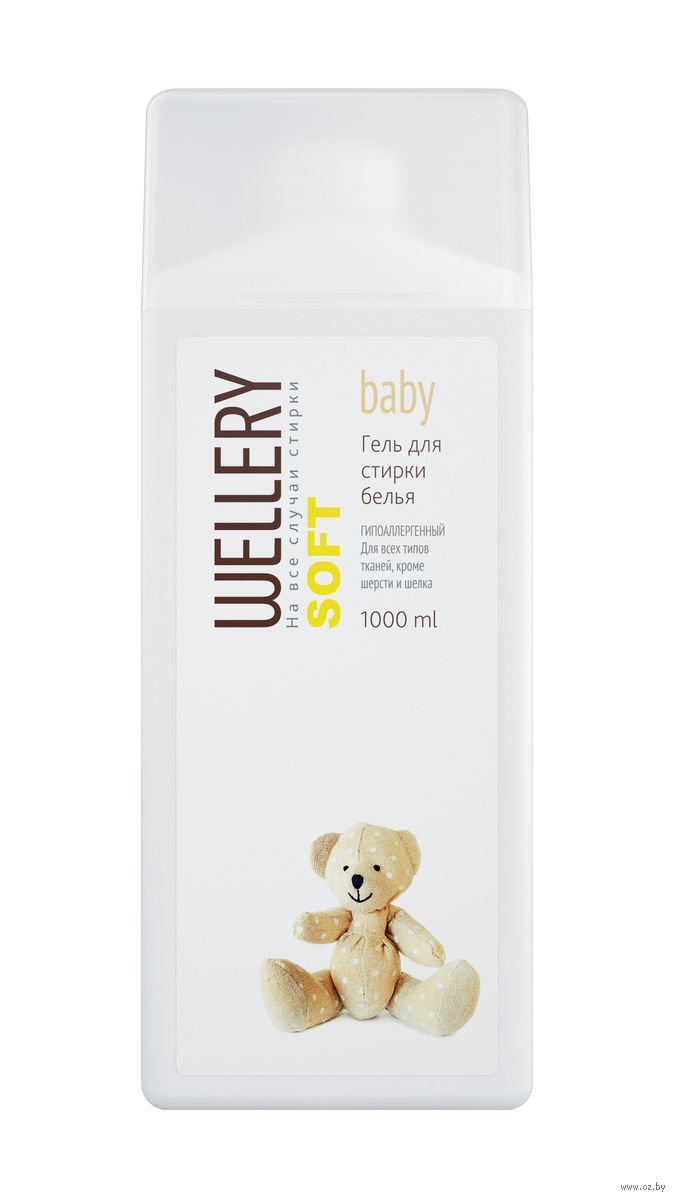 WELLERY
На все случаи стирки
SOFT
baby
Гель для
стирки
белья
ГИПОАЛЛЕРГЕННЫЙ
Для всех типов
тканей, кроме
шерсти и шелка
1000 ml
www.oz.by